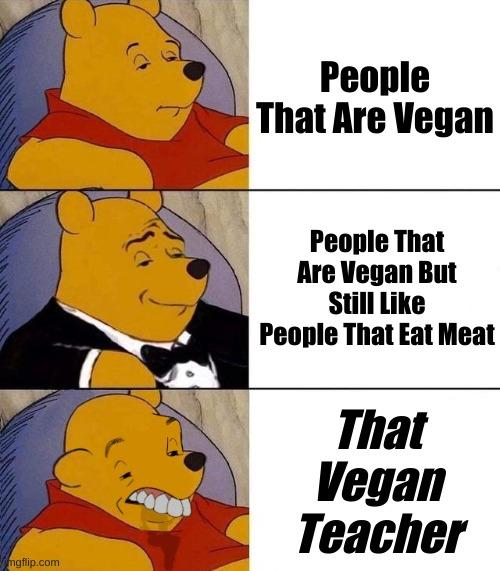 People
That Are Vegan
People That
Are Vegan But
Still Like
People That Eat Meat
That
Vegan
Teacher
imgflip.com